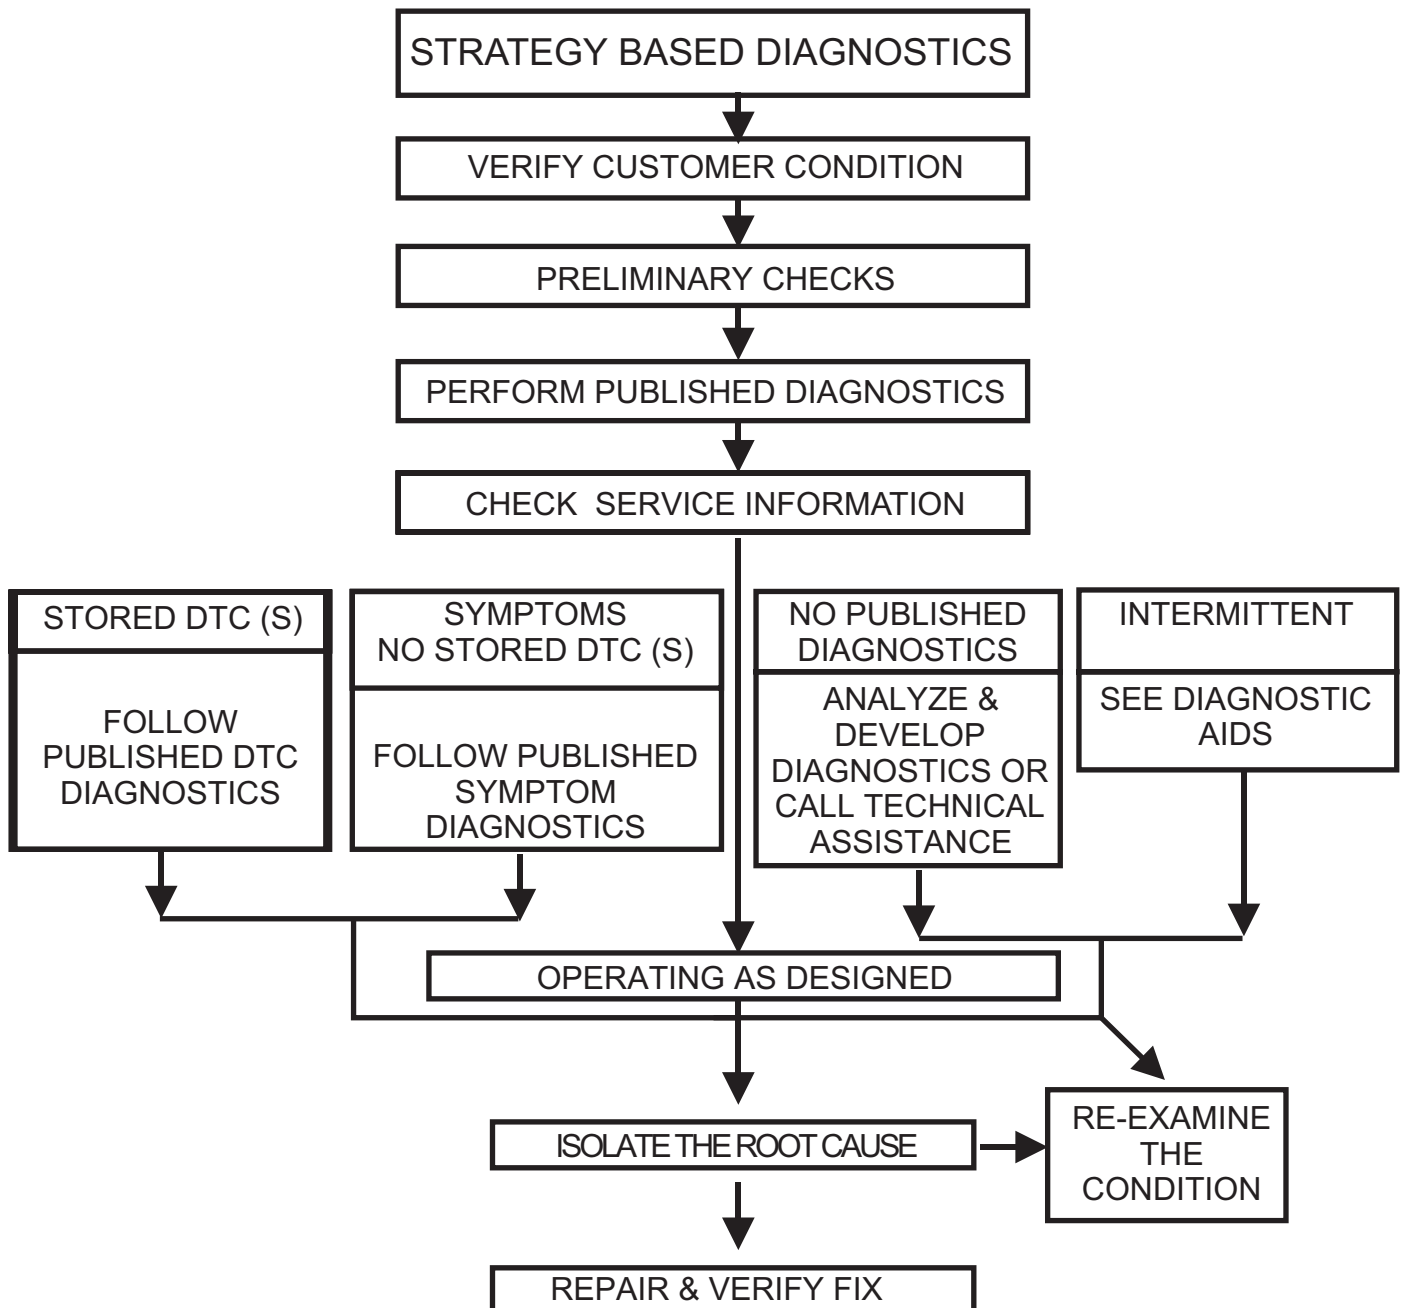 STRATEGY BASED DIAGNOSTICS
VERIFY CUSTOMER CONDITION
PRELIMINARY CHECKS
PERFORM PUBLISHED DIAGNOSTICS
CHECK SERVICE INFORMATION
STORED DTC (S)
FOLLOW
PUBLISHED DTC
DIAGNOSTICS
SYMPTOMS
NO STORED DTC (S)
FOLLOW PUBLISHED
SYMPTOM
DIAGNOSTICS
NO PUBLISHED
DIAGNOSTICS
ANALYZE &
DEVELOP
DIAGNOSTICS OR
CALL TECHNICAL
ASSISTANCE
INTERMITTENT
SEE DIAGNOSTIC
AIDS
OPERATING AS DESIGNED
ISOLATE THE ROOT CAUSE
RE-EXAMINE
THE
CONDITION
REPAIR & VERIFY FIX